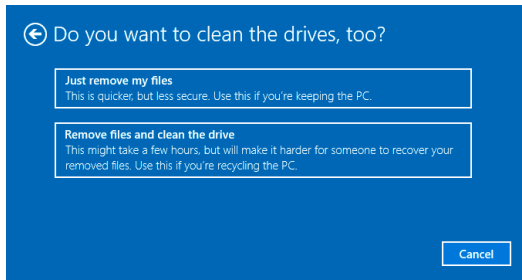 Do you want to clean the drives, too?
Just remove my files
This is quicker, but less secure. Use this if you're keeping the PC.
Remove files and clean the drive
This might take a few hours, but will make it harder for someone to recover your
removed files. Use this if you're recycling the PC.
Cancel